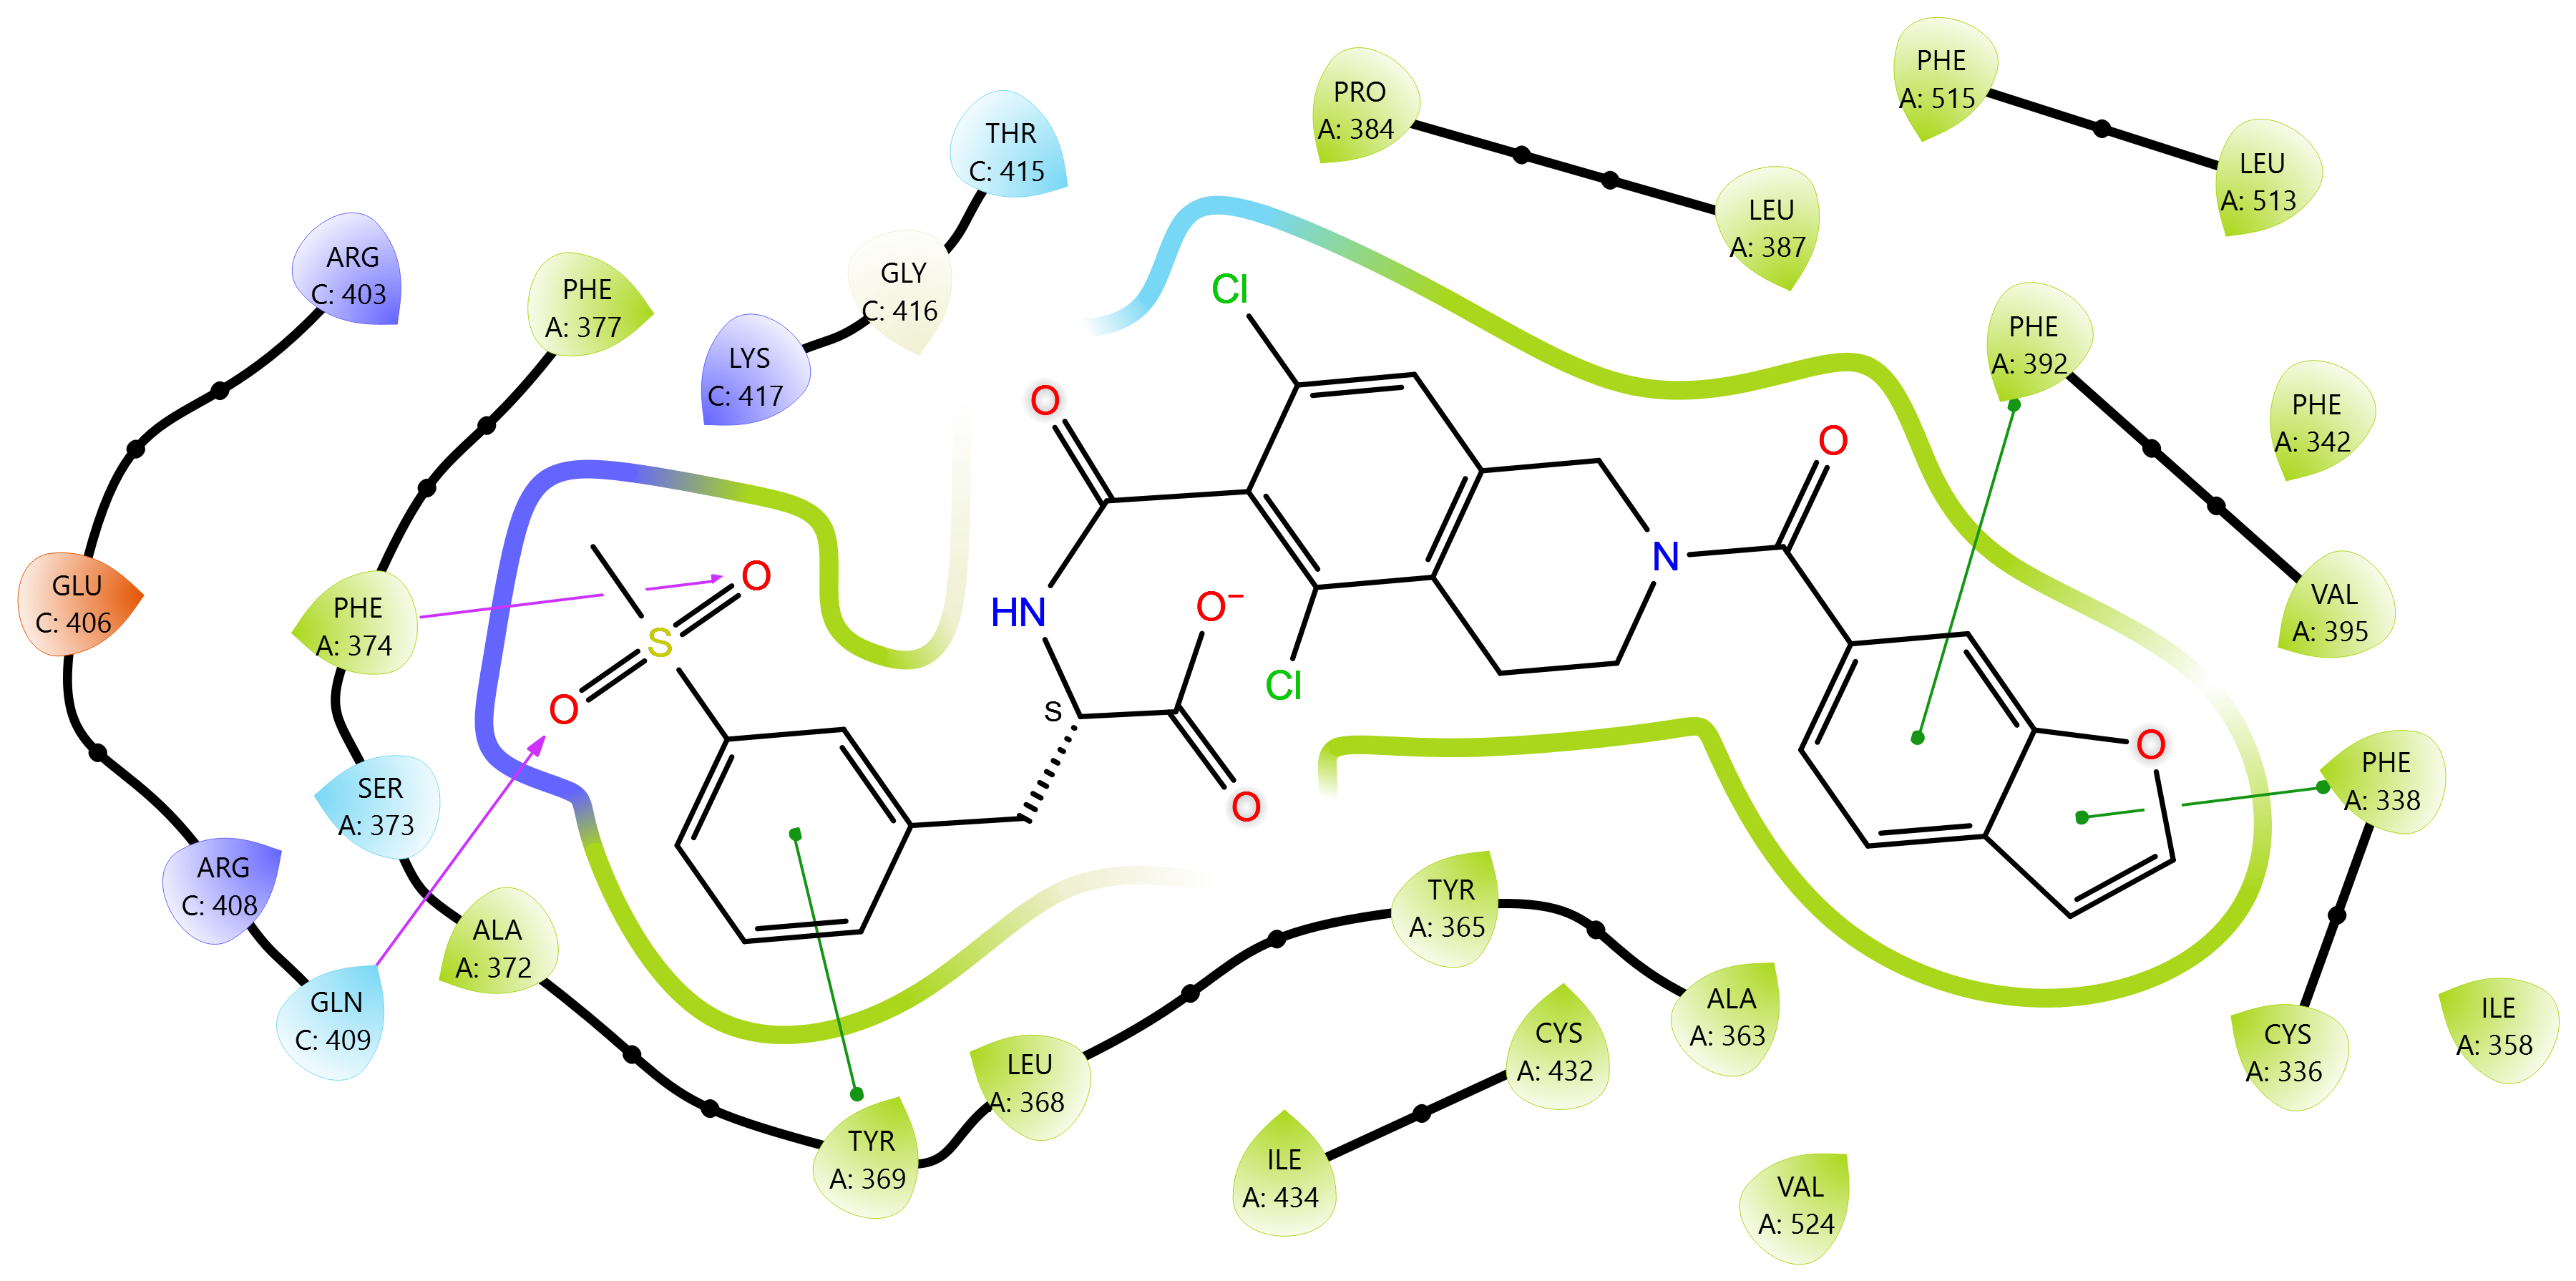 PHE
A: 515
PRO
A: 384
THR
C: 415
LEU
A: 513
LEU
A: 387
ARG
C: 403
GLY
C: 416
PHE
A: 377
Cl
PHE
A: 392
LYS
C: 417
O
PHE
A: 342
O
N
GLU
C: 406
O
PHE
A: 374
HN
O−
VAL
A: 395
S
Cl
O
S
O
PHE
A: 338
SER
A: 373
O
ARG
C: 408
TYR
A: 365
ALA
A: 372
GLN
C: 409
ALA
A: 363
ILE
A: 358
CYS
A: 432
CYS
A: 336
LEU
A: 368
TYR
A: 369
ILE
A: 434
VAL
A: 524